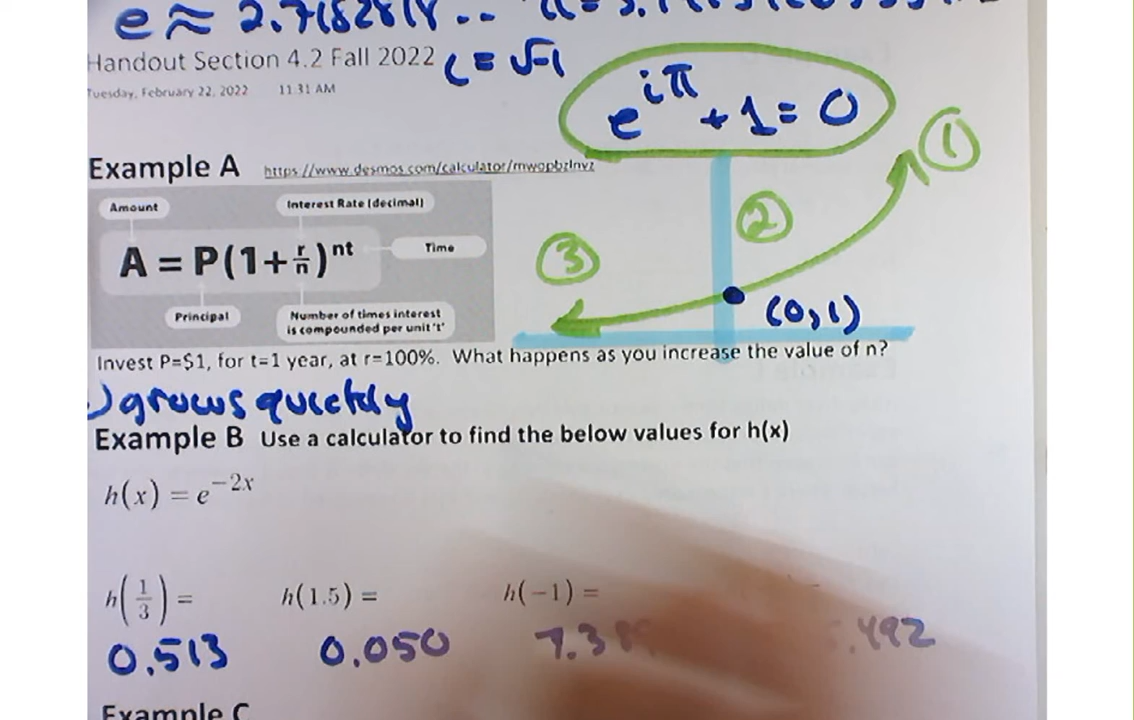 e ≈ 2.7182818..
Handout Section 4.2 Fall 2022
i = √-1
Tuesday, February 22, 2022 11:31 AM
e^{iπ} + 1 = 0
①
Example A https://www.desmos.com/calculator/mwopbzlnvz
Amount
Interest Rate (decimal)
A = P(1+r/n)^nt
Time
Principal
Number of times interest
is compounded per unit 't'
②
③
(0,1)
Invest P=$1, for t=1 year, at r=100%. What happens as you increase the value of n?
grows quickly
Example B Use a calculator to find the below values for h(x)
h(x) = e^{-2x}
h(1/3) = h(1.5) = h(-1) =
0.513 0.050 7.38 .492
Example C